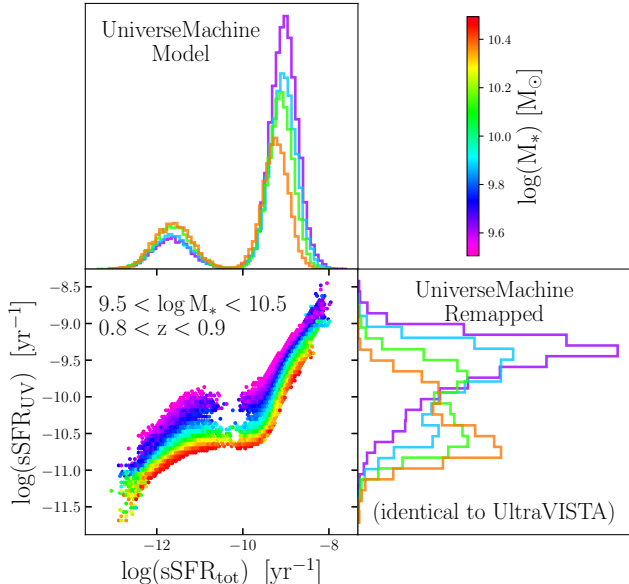 UniverseMachine
Model
10.4
10.2
10.0
9.8
9.6
log(M∗) [M⊙]
−8.5
−9.0
−9.5
−10.0
−10.5
−11.0
−11.5
log(sSFR_UV) [yr⁻¹]
9.5 < log M∗ < 10.5
0.8 < z < 0.9
UniverseMachine
Remapped
(identical to UltraVISTA)
−12 −10 −8
log(sSFR_tot) [yr⁻¹]